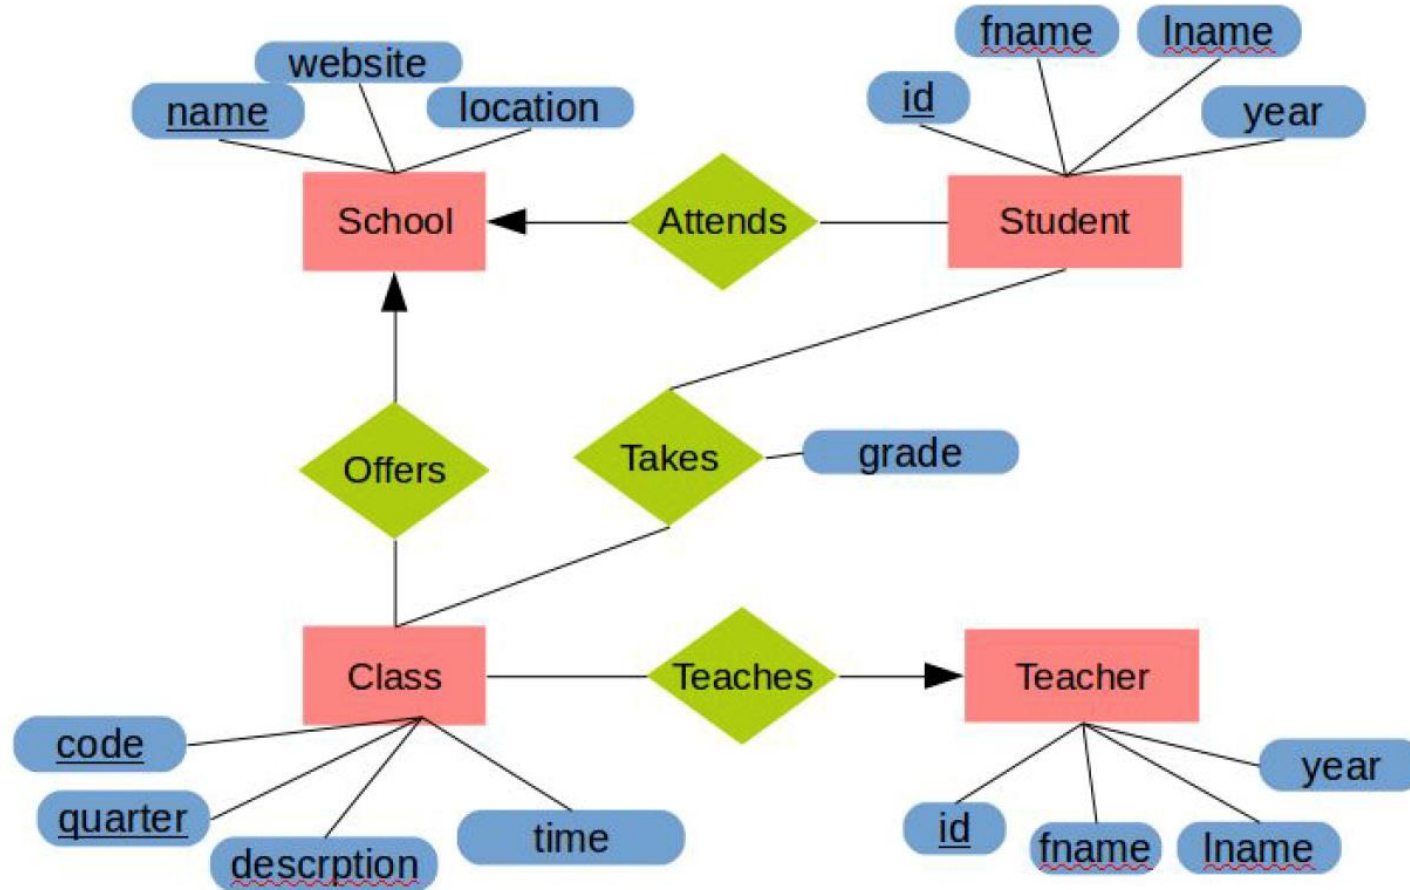 website
name
location
School
fname
lname
id
year
Attends
Student
Offers
Takes
grade
Class
Teaches
Teacher
code
quarter
descrption
time
year
id
fname
lname